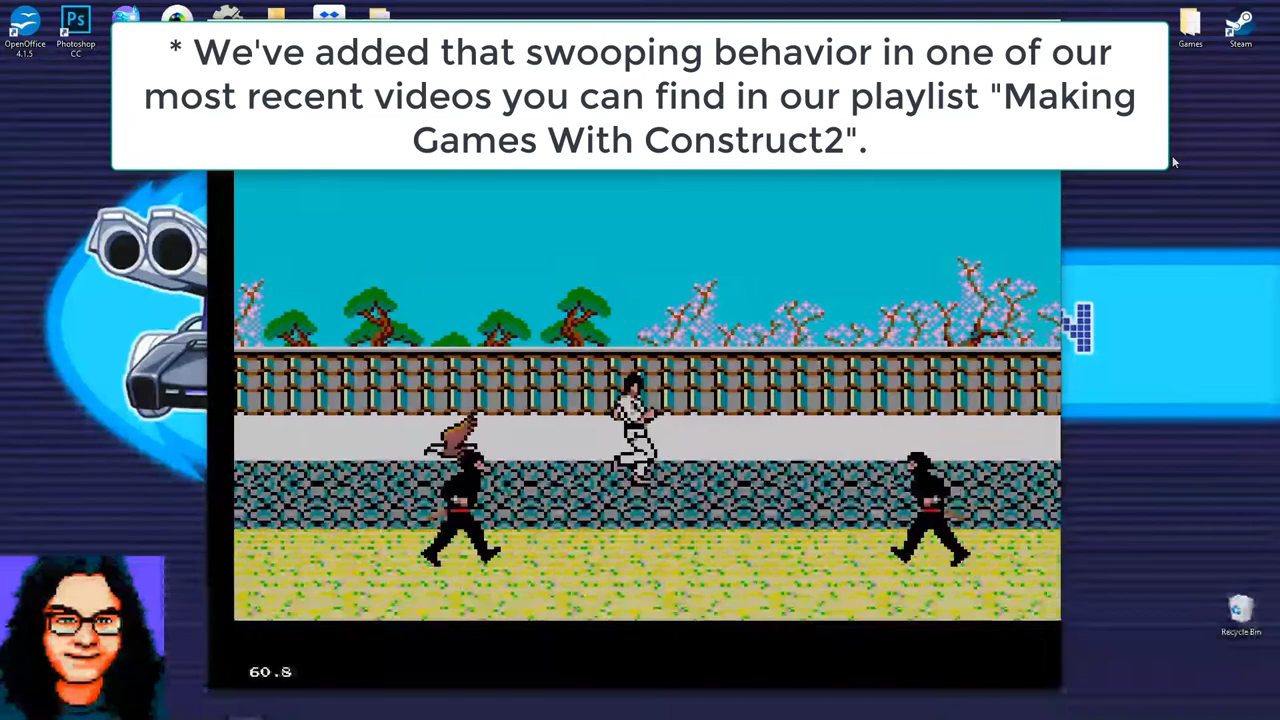 OpenOffice
4.1.5
Ps
Photoshop
CC
Games
Steam
* We've added that swooping behavior in one of our
most recent videos you can find in our playlist "Making
Games With Construct2".
Recycle Bin
60.8